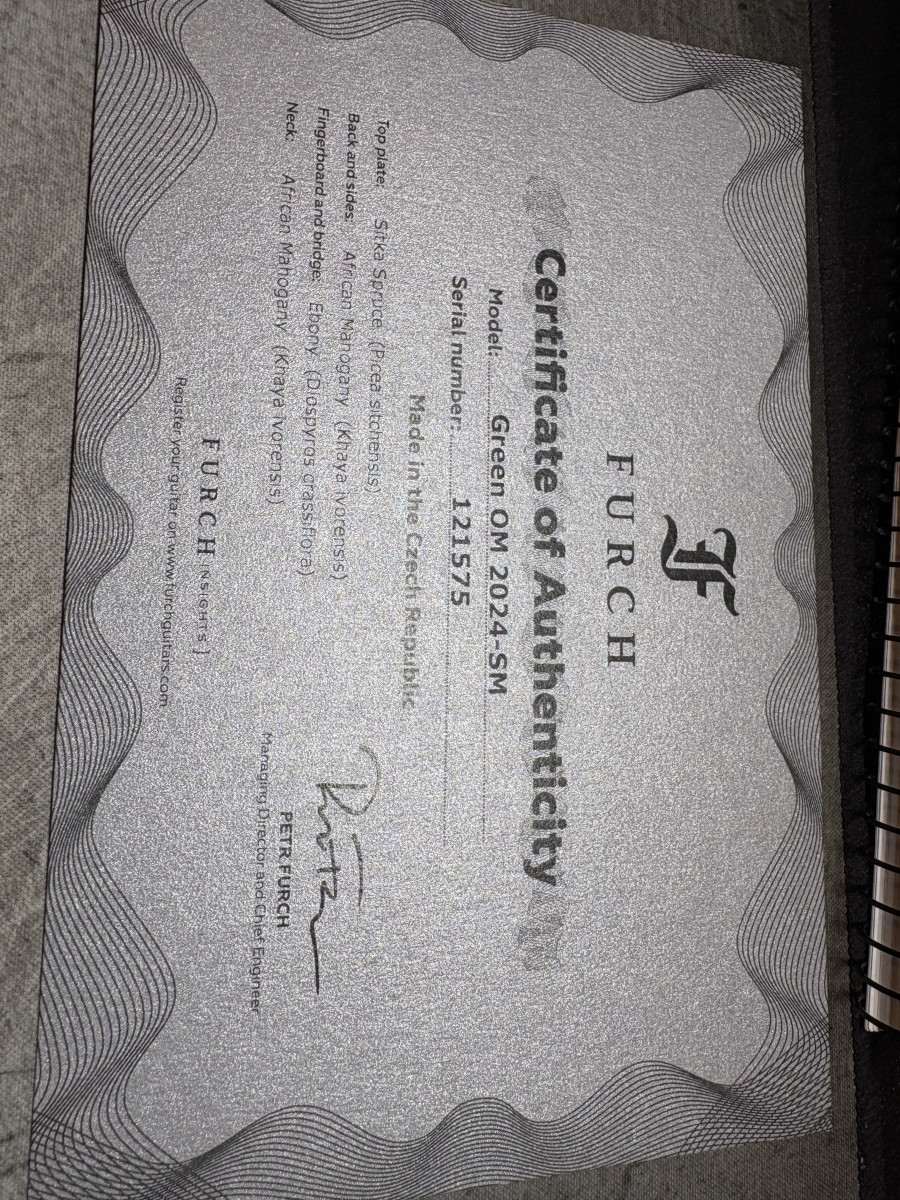 FURCH
Certificate of Authenticity
Model: Green OM 2024-SM
Serial number: 121575
Made in the Czech Republic
Top plate: Sitka Spruce (Picea sitchensis)
Back and sides: African Mahogany (Khaya ivorensis)
Fingerboard and bridge: Ebony (Diospyros crassiflora)
Neck: African Mahogany (Khaya ivorensis)
PETR FURCH
Managing Director and Chief Engineer
FURCH INSIGHTS ]
Register your guitar on www.furchguitars.com